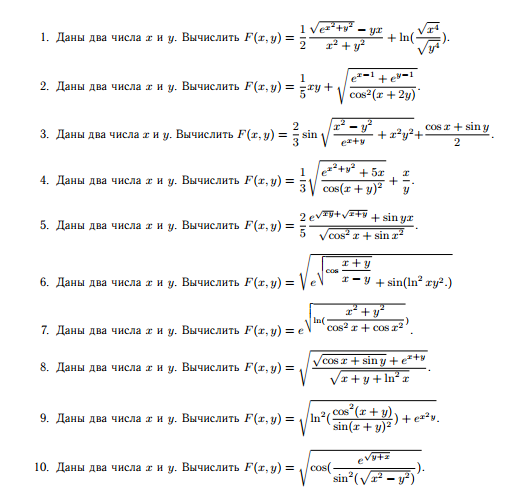 1. Даны два числа x и y. Вычислить $F(x, y) = \frac{1}{2} \frac{\sqrt{e^{x^2+y^2}} - yx}{x^2 + y^2} + \ln(\frac{\sqrt{x^4}}{\sqrt{y^4}})$.
2. Даны два числа x и y. Вычислить $F(x, y) = \frac{1}{5}xy + \sqrt{\frac{e^{x-1} + e^{y-1}}{\cos^2(x + 2y)}}$.
3. Даны два числа x и y. Вычислить $F(x, y) = \frac{2}{3} \sin \sqrt{\frac{x^2 - y^2}{e^{x+y}} + x^2y^2} + \frac{\cos x + \sin y}{2}$.
4. Даны два числа x и y. Вычислить $F(x, y) = \frac{1}{3} \sqrt{\frac{e^{x^2+y^2} + 5x}{\cos(x + y)^2}} + \frac{x}{y}$.
5. Даны два числа x и y. Вычислить $F(x, y) = \frac{2}{5} \frac{e^{\sqrt{xy}+\sqrt{x+y}} + \sin yx}{\sqrt{\cos^2 x + \sin x^2}}$.
6. Даны два числа x и y. Вычислить $F(x, y) = \sqrt{e^{\sqrt{\cos \frac{x + y}{x - y}}} + \sin(\ln^2 xy^2.)}$
7. Даны два числа x и y. Вычислить $F(x, y) = e^{\sqrt{\ln(\frac{x^2 + y^2}{\cos^2 x + \cos x^2})}}$.
8. Даны два числа x и y. Вычислить $F(x, y) = \sqrt{\frac{\sqrt{\cos x + \sin y} + e^{x+y}}{\sqrt{x + y + \ln^2 x}}}$.
9. Даны два числа x и y. Вычислить $F(x, y) = \sqrt{\ln^2(\frac{\cos^2(x + y)}{\sin(x + y)^2}) + e^{x^2y}}$.
10. Даны два числа x и y. Вычислить $F(x, y) = \sqrt{\cos(\frac{e^{\sqrt{y+x}}}{\sin^2(\sqrt{x^2 - y^2})})}$.